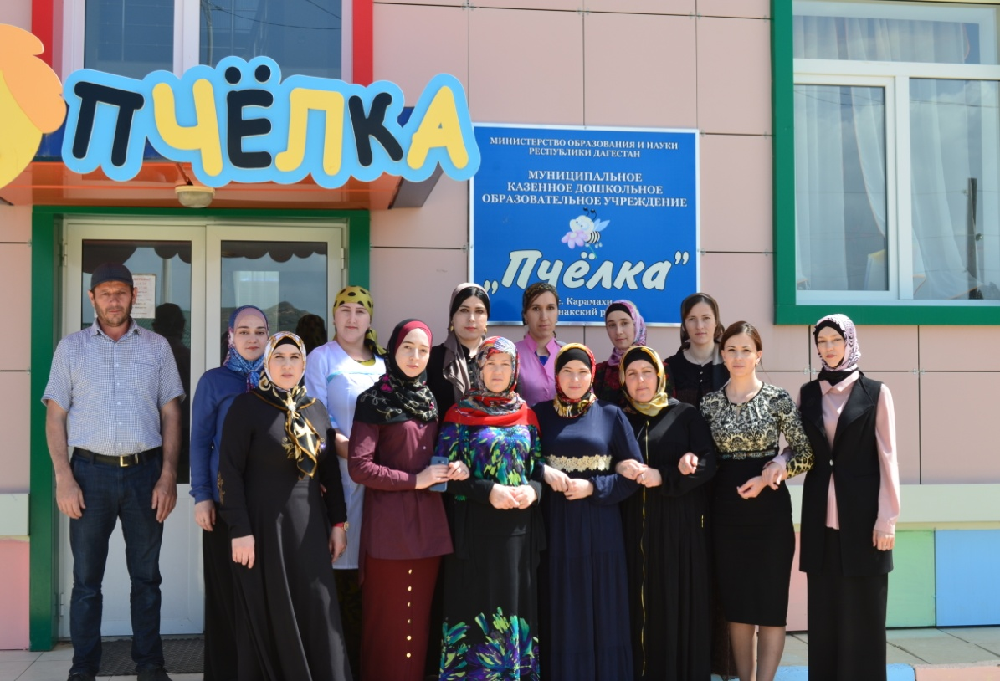 ПЧЁЛКА
МИНИСТЕРСТВО ОБРАЗОВАНИЯ И НАУКИ
РЕСПУБЛИКИ ДАГЕСТАН
МУНИЦИПАЛЬНОЕ
КАЗЕННОЕ ДОШКОЛЬНОЕ
ОБРАЗОВАТЕЛЬНОЕ УЧРЕЖДЕНИЕ
„Пчёлка”
с. Карамахи